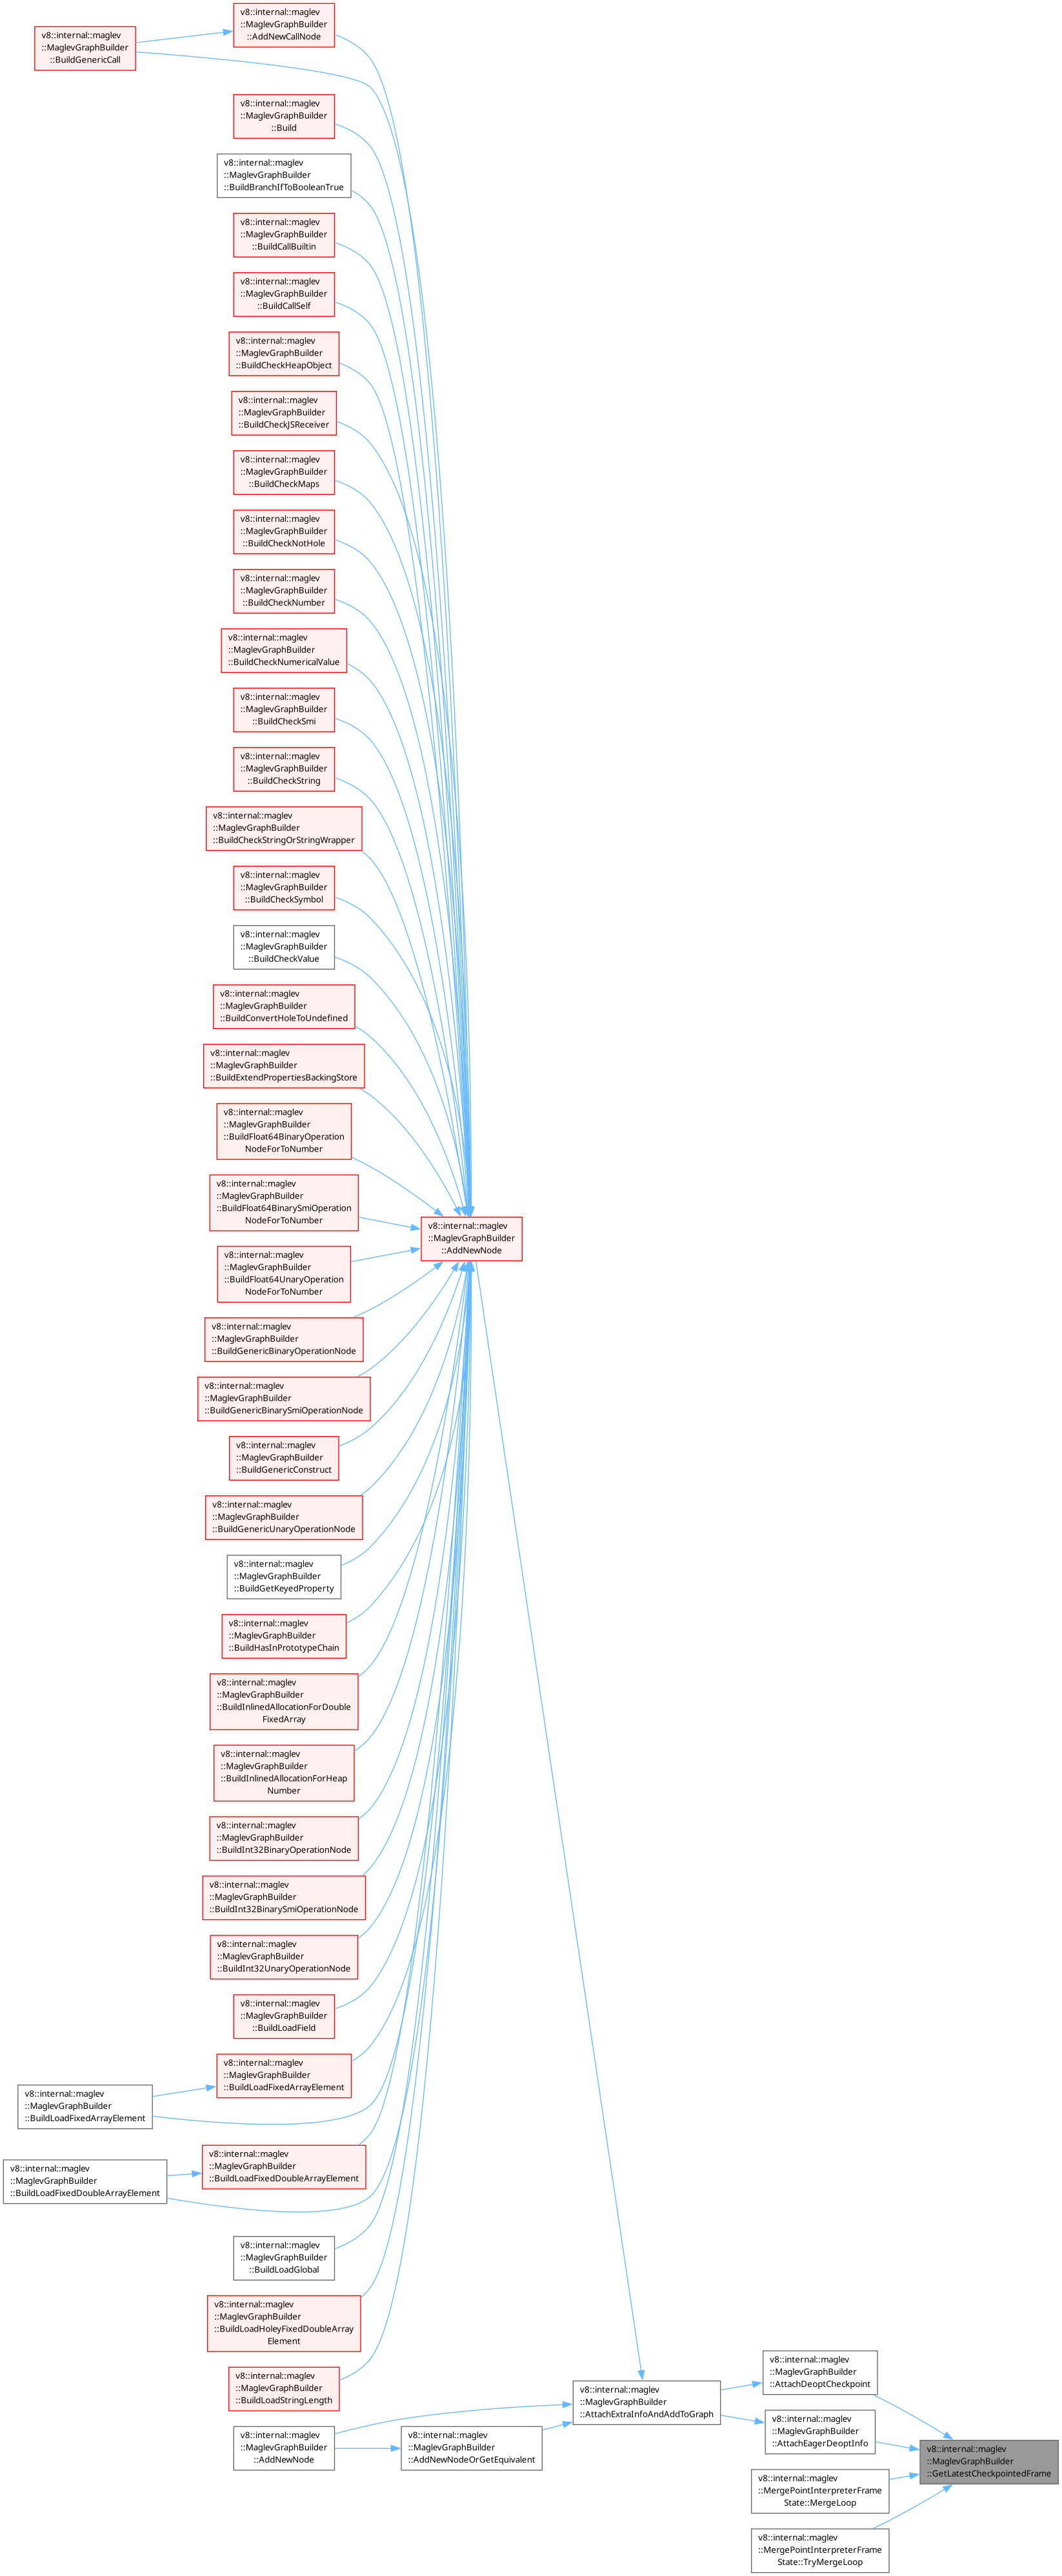 v8::internal::maglev
::MaglevGraphBuilder
::AddNewCallNode
v8::internal::maglev
::MaglevGraphBuilder
::BuildGenericCall
v8::internal::maglev
::MaglevGraphBuilder
::Build
v8::internal::maglev
::MaglevGraphBuilder
::BuildBranchIfToBooleanTrue
v8::internal::maglev
::MaglevGraphBuilder
::BuildCallBuiltin
v8::internal::maglev
::MaglevGraphBuilder
::BuildCallSelf
v8::internal::maglev
::MaglevGraphBuilder
::BuildCheckHeapObject
v8::internal::maglev
::MaglevGraphBuilder
::BuildCheckJSReceiver
v8::internal::maglev
::MaglevGraphBuilder
::BuildCheckMaps
v8::internal::maglev
::MaglevGraphBuilder
::BuildCheckNotHole
v8::internal::maglev
::MaglevGraphBuilder
::BuildCheckNumber
v8::internal::maglev
::MaglevGraphBuilder
::BuildCheckNumericalValue
v8::internal::maglev
::MaglevGraphBuilder
::BuildCheckSmi
v8::internal::maglev
::MaglevGraphBuilder
::BuildCheckString
v8::internal::maglev
::MaglevGraphBuilder
::BuildCheckStringOrStringWrapper
v8::internal::maglev
::MaglevGraphBuilder
::BuildCheckSymbol
v8::internal::maglev
::MaglevGraphBuilder
::BuildCheckValue
v8::internal::maglev
::MaglevGraphBuilder
::BuildConvertHoleToUndefined
v8::internal::maglev
::MaglevGraphBuilder
::BuildExtendPropertiesBackingStore
v8::internal::maglev
::MaglevGraphBuilder
::BuildFloat64BinaryOperation
NodeForToNumber
v8::internal::maglev
::MaglevGraphBuilder
::BuildFloat64BinarySmiOperation
NodeForToNumber
v8::internal::maglev
::MaglevGraphBuilder
::AddNewNode
v8::internal::maglev
::MaglevGraphBuilder
::BuildFloat64UnaryOperation
NodeForToNumber
v8::internal::maglev
::MaglevGraphBuilder
::BuildGenericBinaryOperationNode
v8::internal::maglev
::MaglevGraphBuilder
::BuildGenericBinarySmiOperationNode
v8::internal::maglev
::MaglevGraphBuilder
::BuildGenericConstruct
v8::internal::maglev
::MaglevGraphBuilder
::BuildGenericUnaryOperationNode
v8::internal::maglev
::MaglevGraphBuilder
::BuildGetKeyedProperty
v8::internal::maglev
::MaglevGraphBuilder
::BuildHasInPrototypeChain
v8::internal::maglev
::MaglevGraphBuilder
::BuildInlinedAllocationForDouble
FixedArray
v8::internal::maglev
::MaglevGraphBuilder
::BuildInlinedAllocationForHeap
Number
v8::internal::maglev
::MaglevGraphBuilder
::BuildInt32BinaryOperationNode
v8::internal::maglev
::MaglevGraphBuilder
::BuildInt32BinarySmiOperationNode
v8::internal::maglev
::MaglevGraphBuilder
::BuildInt32UnaryOperationNode
v8::internal::maglev
::MaglevGraphBuilder
::BuildLoadField
v8::internal::maglev
::MaglevGraphBuilder
::BuildLoadFixedArrayElement
v8::internal::maglev
::MaglevGraphBuilder
::BuildLoadFixedArrayElement
v8::internal::maglev
::MaglevGraphBuilder
::BuildLoadFixedDoubleArrayElement
v8::internal::maglev
::MaglevGraphBuilder
::BuildLoadFixedDoubleArrayElement
v8::internal::maglev
::MaglevGraphBuilder
::BuildLoadGlobal
v8::internal::maglev
::MaglevGraphBuilder
::BuildLoadHoleyFixedDoubleArray
Element
v8::internal::maglev
::MaglevGraphBuilder
::BuildLoadStringLength
v8::internal::maglev
::MaglevGraphBuilder
::AttachDeoptCheckpoint
v8::internal::maglev
::MaglevGraphBuilder
::AttachExtraInfoAndAddToGraph
v8::internal::maglev
::MaglevGraphBuilder
::AttachEagerDeoptInfo
v8::internal::maglev
::MaglevGraphBuilder
::AddNewNode
v8::internal::maglev
::MaglevGraphBuilder
::AddNewNodeOrGetEquivalent
v8::internal::maglev
::MaglevGraphBuilder
::GetLatestCheckpointedFrame
v8::internal::maglev
::MergePointInterpreterFrame
State::MergeLoop
v8::internal::maglev
::MergePointInterpreterFrame
State::TryMergeLoop